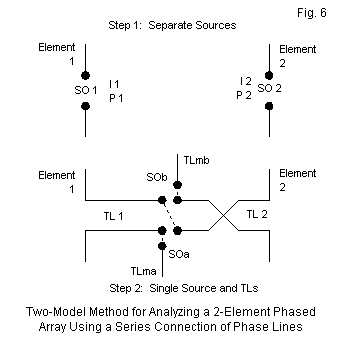 Fig. 6
Step 1: Separate Sources
Element
1
Element
2
SO 1
I 1
P 1
I 2
P 2
SO 2
TLmb
Element
1
SOb
Element
2
TL 1
TL 2
SOa
TLma
Step 2: Single Source and TLs
Two-Model Method for Analyzing a 2-Element Phased
Array Using a Series Connection of Phase Lines